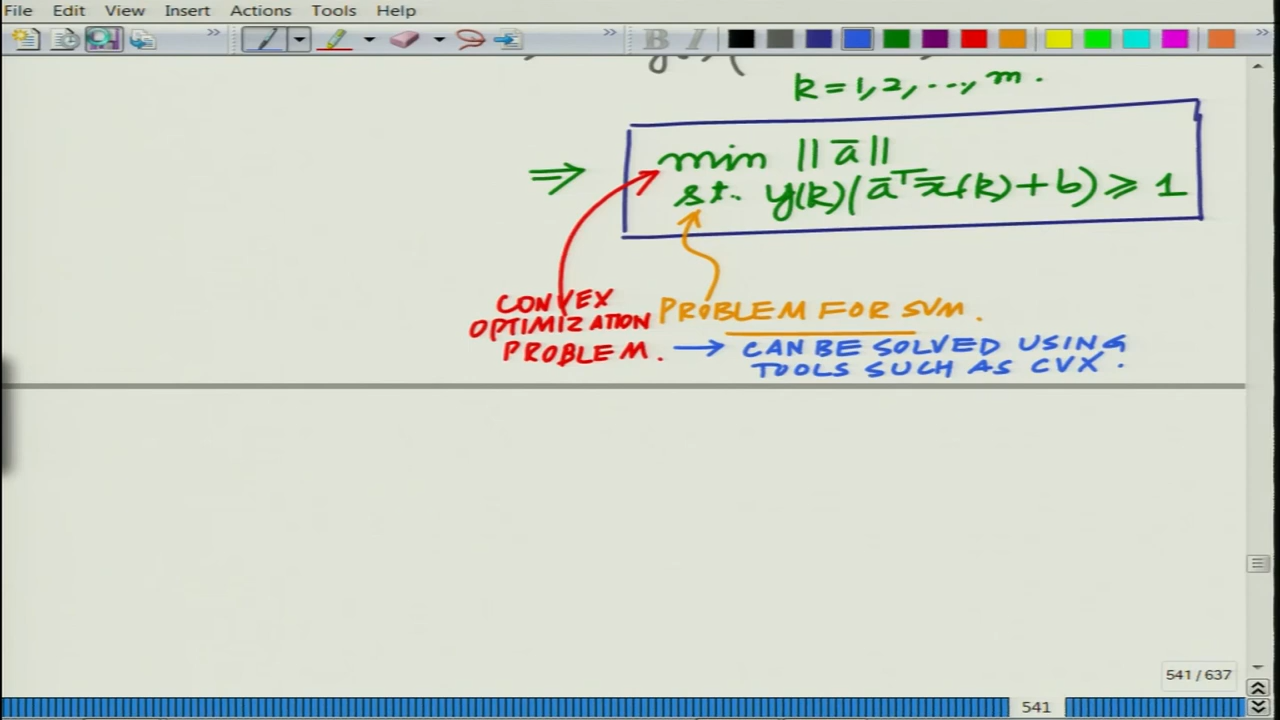 File Edit View Insert Actions Tools Help
B I
k = 1, 2, ..., m.
⇒ min ||a̅||
s.t. y(k)(a̅ᵀx̅(k) + b) ≥ 1
CONVEX
OPTIMIZATION
PROBLEM.
PROBLEM FOR SVM.
→ CAN BE SOLVED USING
TOOLS SUCH AS CVX.
541 / 637
541